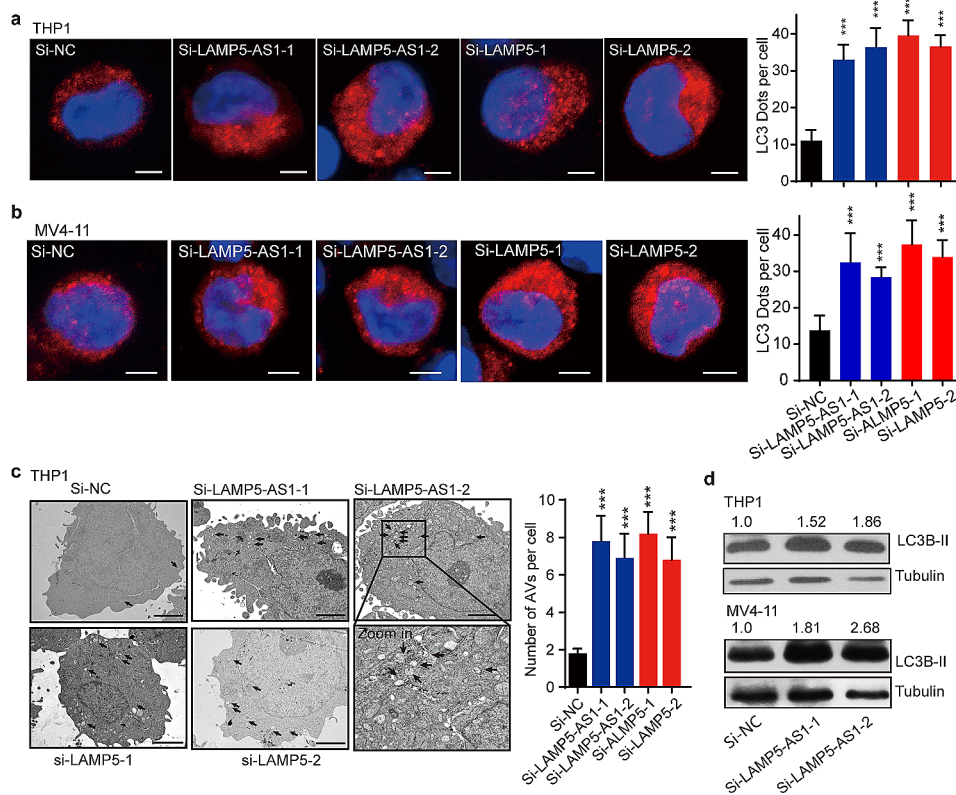 a
THP1
Si-NC Si-LAMP5-AS1-1 Si-LAMP5-AS1-2 Si-LAMP5-1 Si-LAMP5-2
LC3 Dots per cell
40
30
20
10
0
*** *** *** ***
b
MV4-11
Si-NC Si-LAMP5-AS1-1 Si-LAMP5-AS1-2 Si-LAMP5-1 Si-LAMP5-2
LC3 Dots per cell
40
30
20
10
0
*** *** *** ***
Si-NC
Si-LAMP5-AS1-1
Si-LAMP5-AS1-2
Si-ALMP5-1
Si-LAMP5-2
c
THP1
Si-NC Si-LAMP5-AS1-1 Si-LAMP5-AS1-2
Zoom in
si-LAMP5-1 si-LAMP5-2
Number of AVs per cell
10
8
6
4
2
0
*** *** *** ***
Si-NC
Si-LAMP5-AS1-1
Si-LAMP5-AS1-2
Si-ALMP5-1
Si-LAMP5-2
d
THP1
1.0 1.52 1.86
LC3B-II
Tubulin
MV4-11
1.0 1.81 2.68
LC3B-II
Tubulin
Si-NC
Si-LAMP5-AS1-1
Si-LAMP5-AS1-2